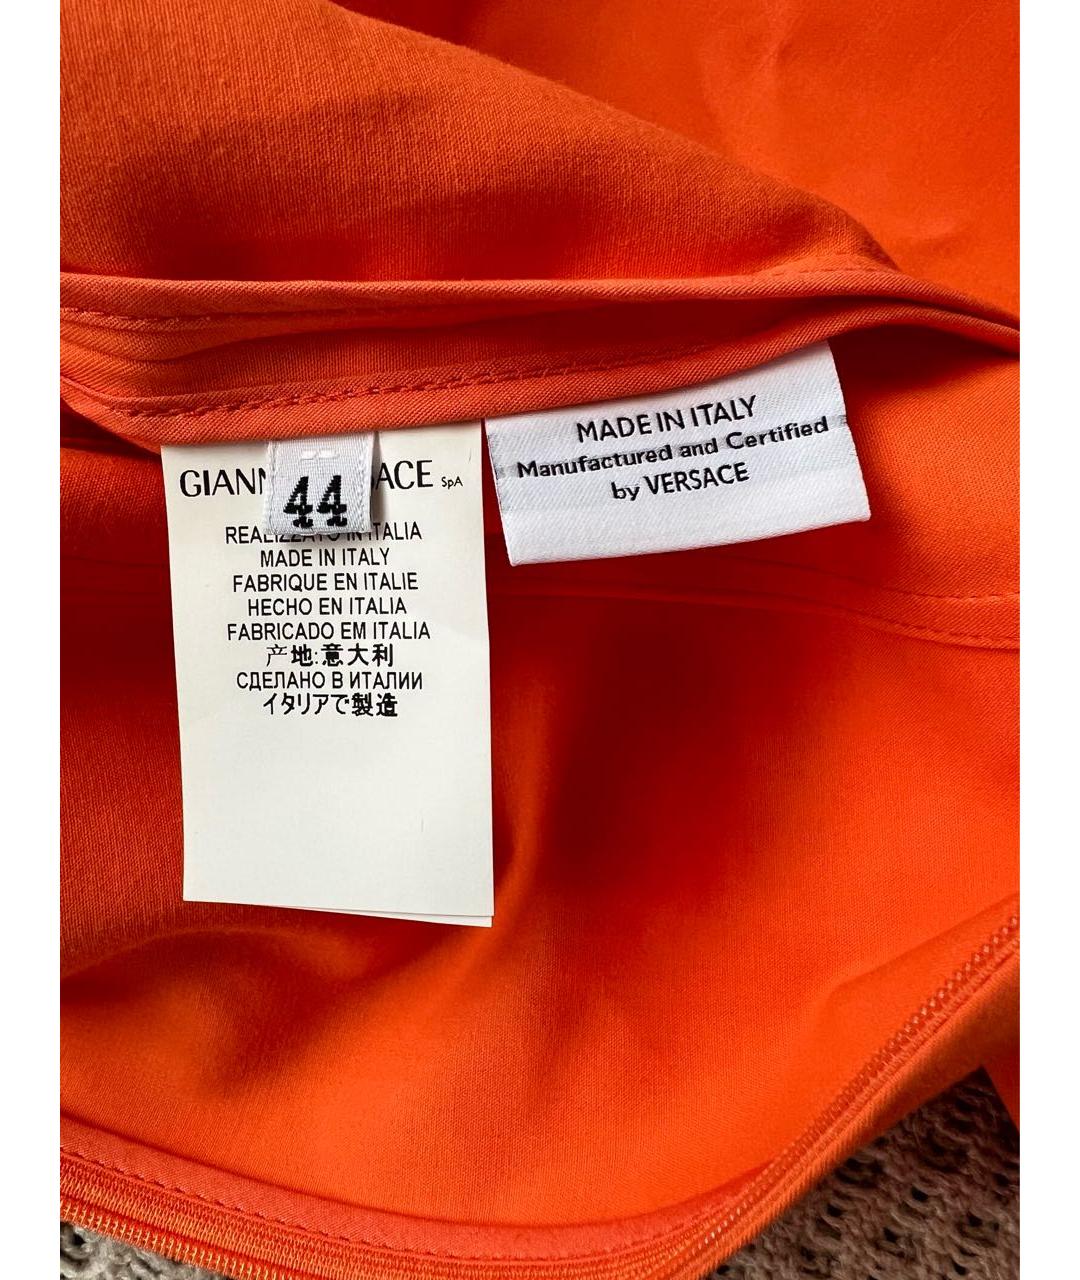 GIANN ACE SpA
44
REALIZZATO IN ITALIA
MADE IN ITALY
FABRIQUE EN ITALIE
HECHO EN ITALIA
FABRICADO EM ITALIA
产地:意大利
СДЕЛАНО В ИТАЛИИ
イタリアで製造
MADE IN ITALY
Manufactured and Certified
by VERSACE